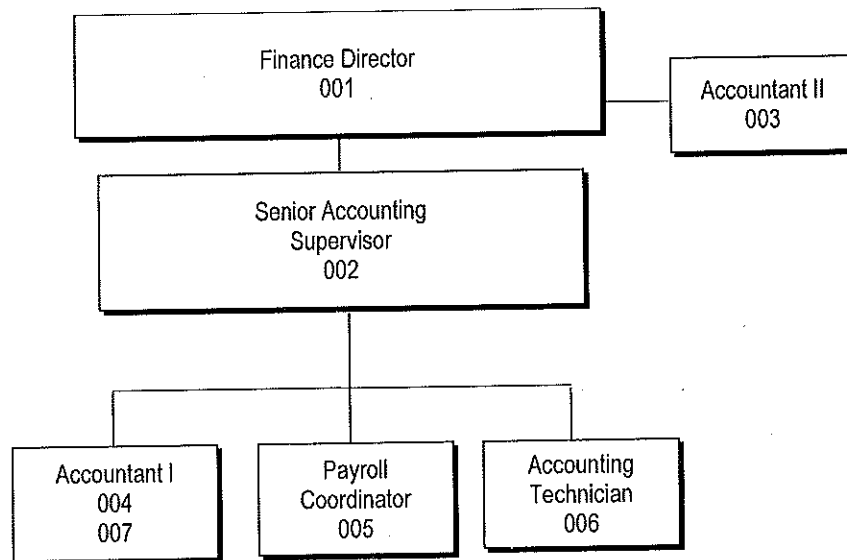 Finance Director
001
Accountant II
003
Senior Accounting
Supervisor
002
Accountant I
004
007
Payroll
Coordinator
005
Accounting
Technician
006